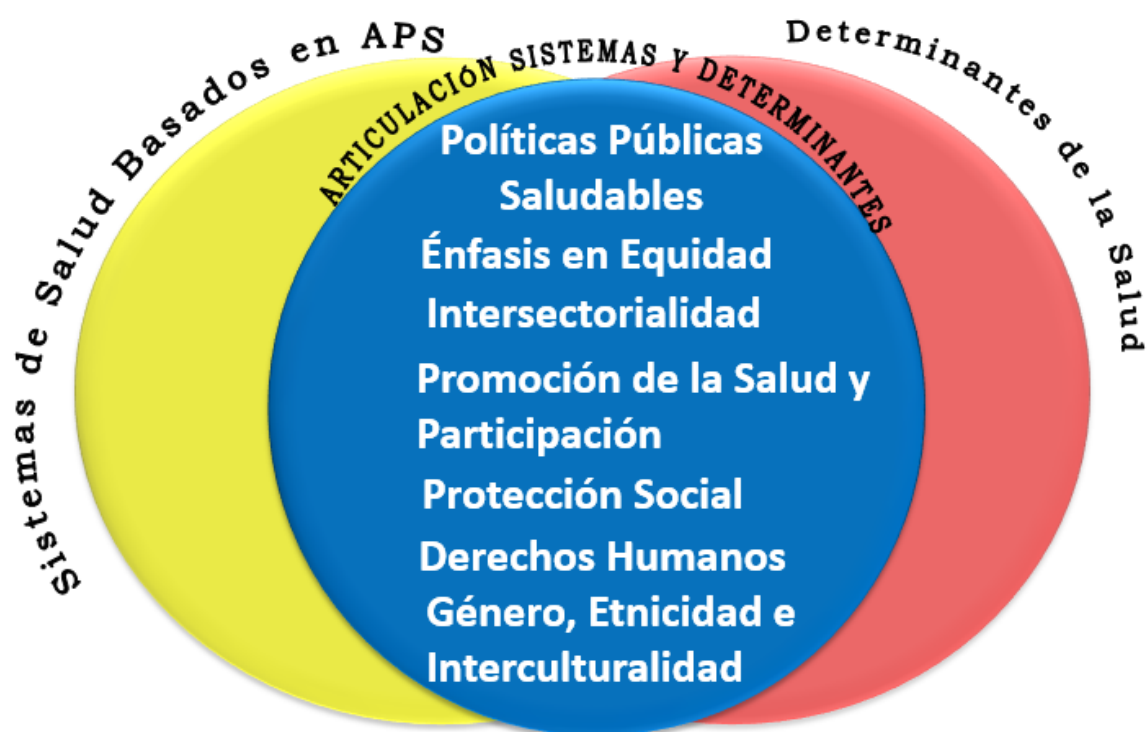 Sistemas de Salud Basados en APS
ARTICULACIÓN SISTEMAS Y DETERMINANTES
Determinantes de la Salud
Políticas Públicas
Saludables
Énfasis en Equidad
Intersectorialidad
Promoción de la Salud y
Participación
Protección Social
Derechos Humanos
Género, Etnicidad e
Interculturalidad